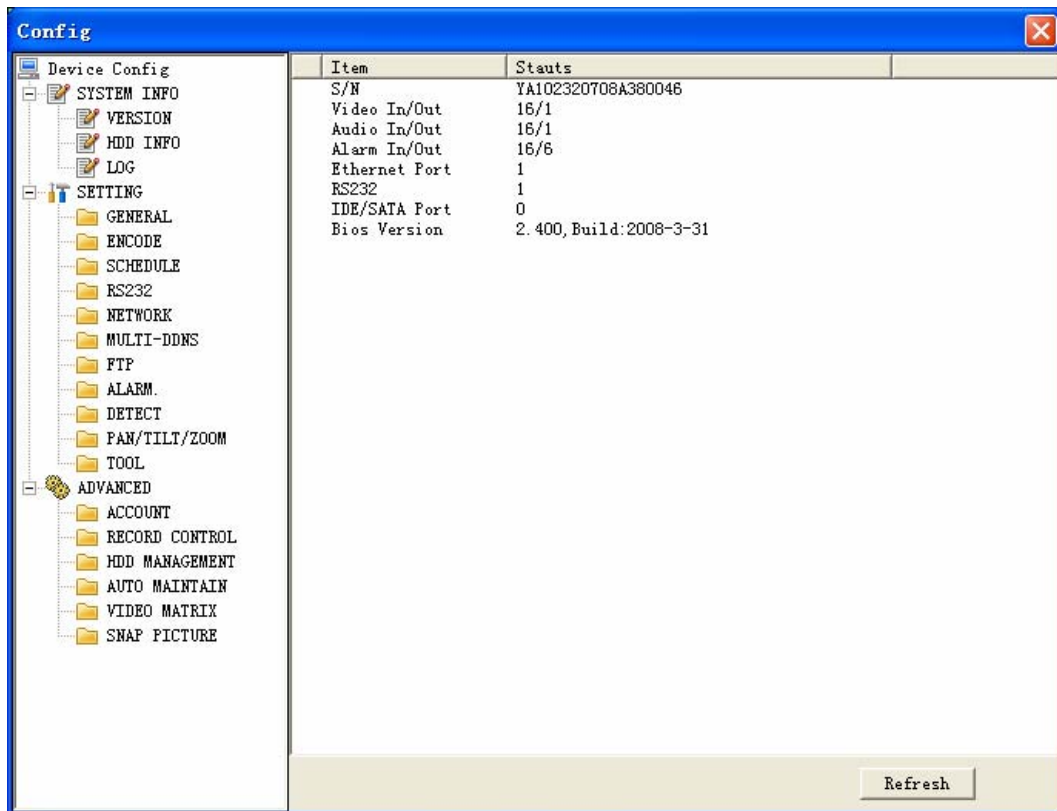 Config
Device Config
SYSTEM INFO
VERSION
HDD INFO
LOG
SETTING
GENERAL
ENCODE
SCHEDULE
RS232
NETWORK
MULTI-DDNS
FTP
ALARM.
DETECT
PAN/TILT/ZOOM
TOOL
ADVANCED
ACCOUNT
RECORD CONTROL
HDD MANAGEMENT
AUTO MAINTAIN
VIDEO MATRIX
SNAP PICTURE
Item Stauts
S/N YA102320708A380046
Video In/Out 16/1
Audio In/Out 16/1
Alarm In/Out 16/6
Ethernet Port 1
RS232 1
IDE/SATA Port 0
Bios Version 2.400,Build:2008-3-31
Refresh